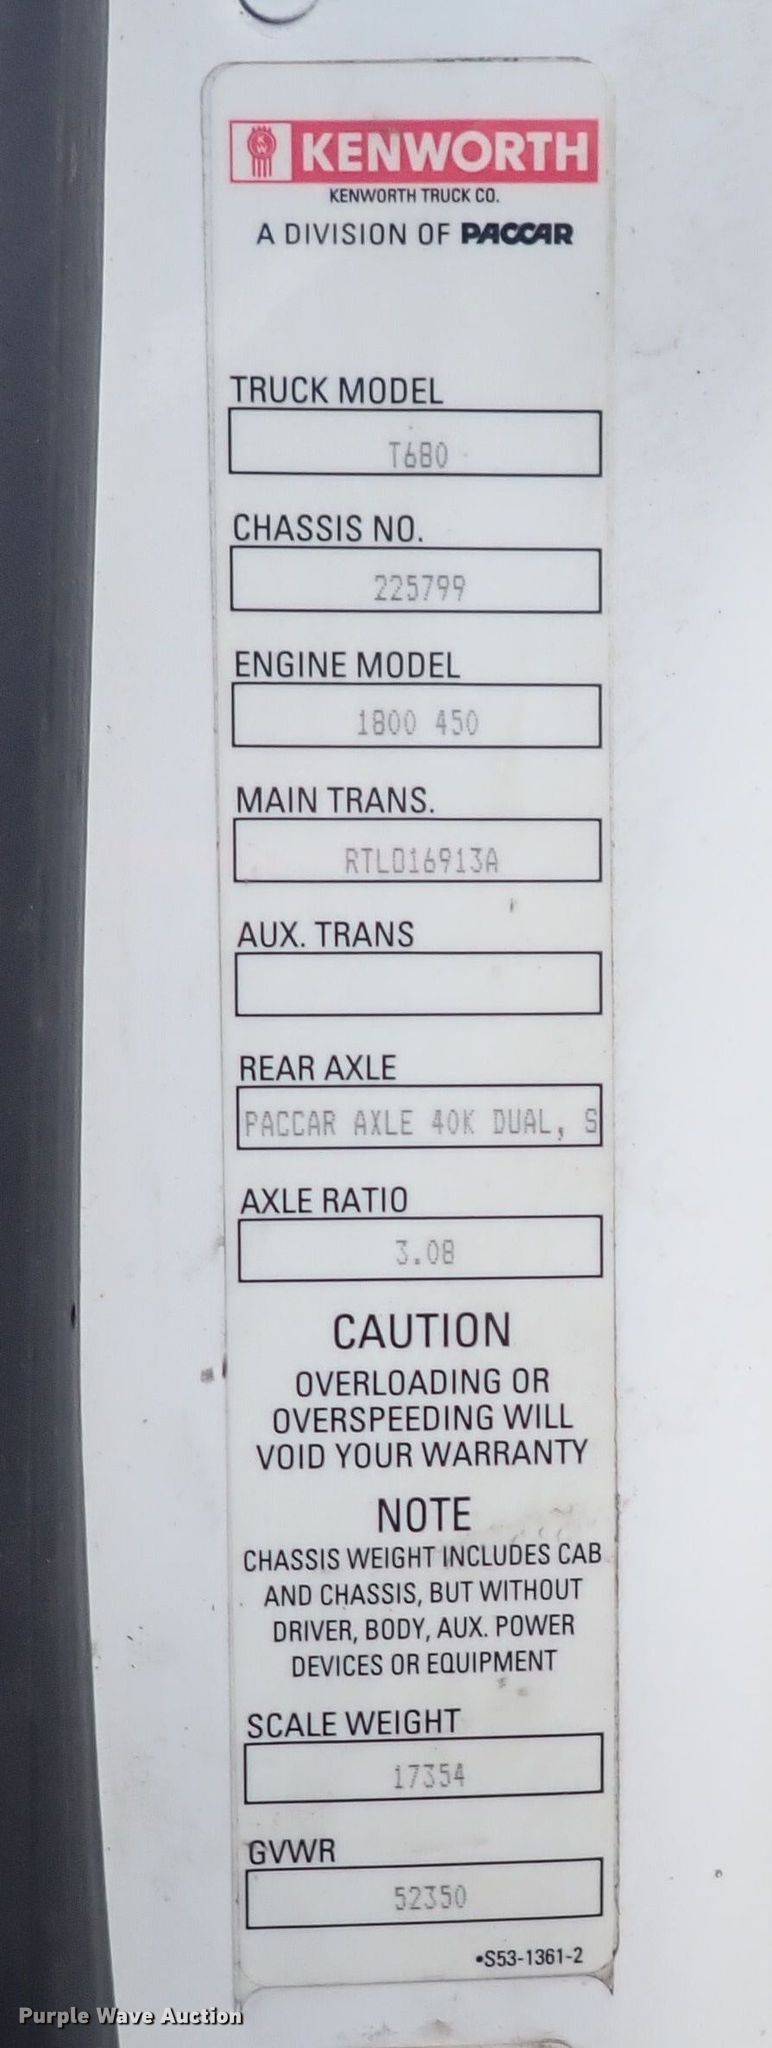 KW KENWORTH
KENWORTH TRUCK CO.
A DIVISION OF PACCAR
TRUCK MODEL
T680
CHASSIS NO.
225799
ENGINE MODEL
1800 450
MAIN TRANS.
RTLO16913A
AUX. TRANS
REAR AXLE
PACCAR AXLE 40K DUAL, S
AXLE RATIO
3.08
CAUTION
OVERLOADING OR
OVERSPEEDING WILL
VOID YOUR WARRANTY
NOTE
CHASSIS WEIGHT INCLUDES CAB
AND CHASSIS, BUT WITHOUT
DRIVER, BODY, AUX. POWER
DEVICES OR EQUIPMENT
SCALE WEIGHT
17354
GVWR
52350
•S53-1361-2
Purple Wave Auction